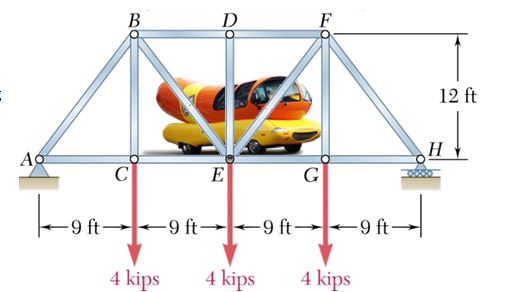 B D F
12 ft
A C E G H
9 ft 9 ft 9 ft 9 ft
4 kips 4 kips 4 kips